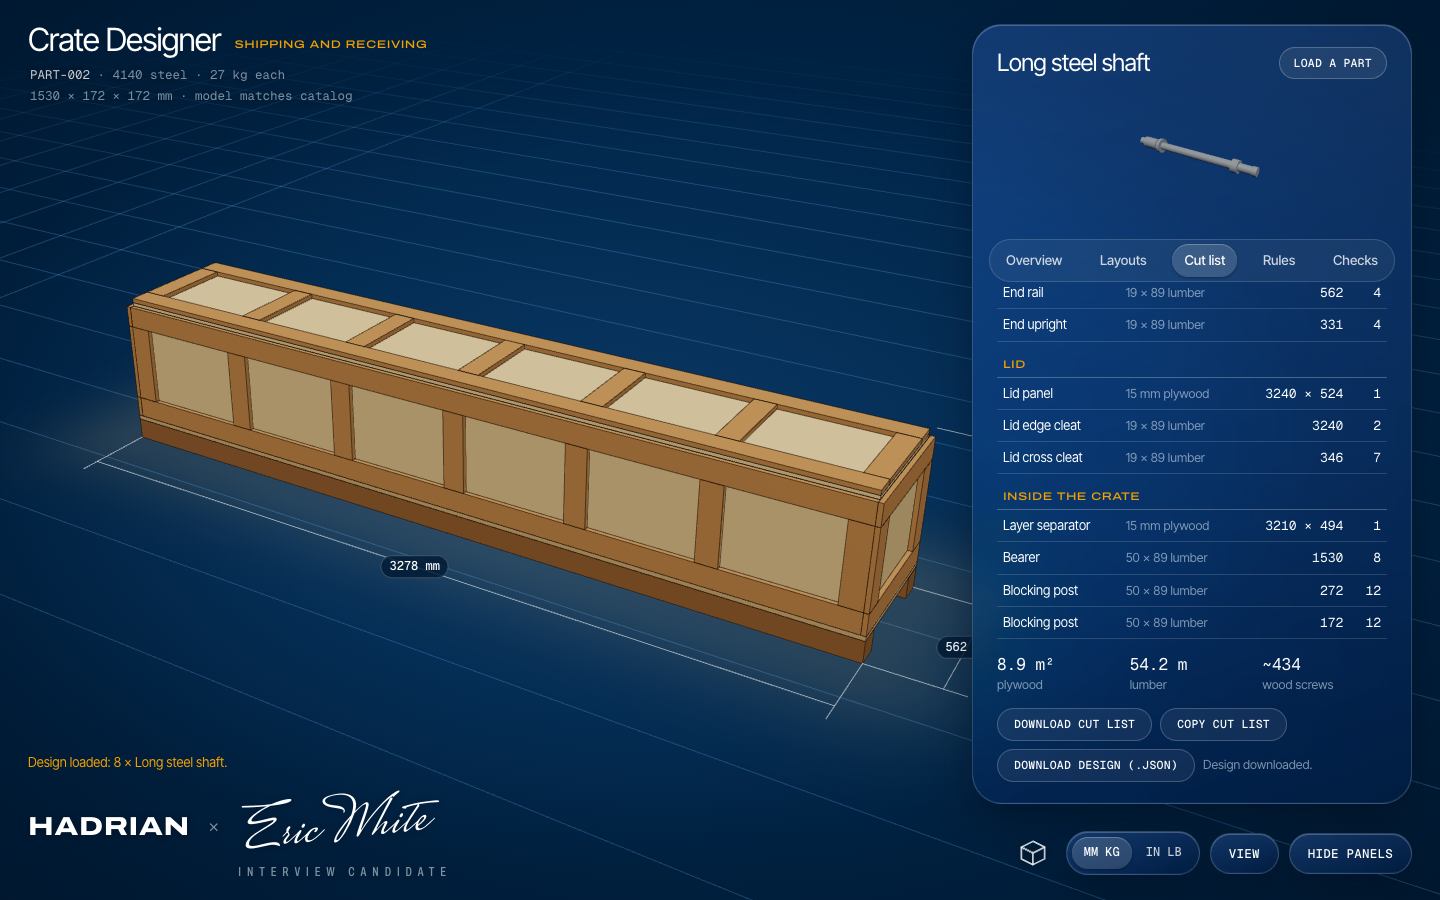 Crate Designer SHIPPING AND RECEIVING
PART-002 · 4140 steel · 27 kg each
1530 × 172 × 172 mm · model matches catalog
3278 mm
562
Design loaded: 8 × Long steel shaft.
HADRIAN × Eric White
INTERVIEW CANDIDATE
Long steel shaft LOAD A PART
Overview Layouts Cut list Rules Checks
End rail 19 × 89 lumber 562 4
End upright 19 × 89 lumber 331 4
LID
Lid panel 15 mm plywood 3240 × 524 1
Lid edge cleat 19 × 89 lumber 3240 2
Lid cross cleat 19 × 89 lumber 346 7
INSIDE THE CRATE
Layer separator 15 mm plywood 3210 × 494 1
Bearer 50 × 89 lumber 1530 8
Blocking post 50 × 89 lumber 272 12
Blocking post 50 × 89 lumber 172 12
8.9 m² 54.2 m ~434
plywood lumber wood screws
DOWNLOAD CUT LIST COPY CUT LIST
DOWNLOAD DESIGN (.JSON) Design downloaded.
MM KG IN LB VIEW HIDE PANELS